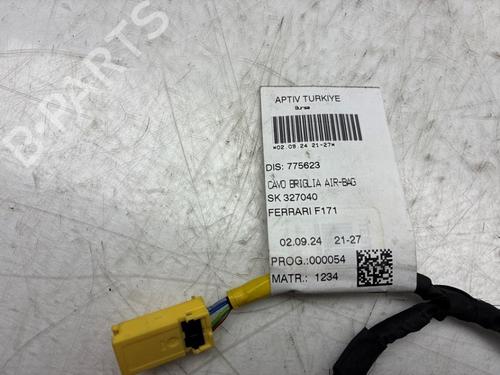 B-PARTS
APTIV TURKIYE
Bursa
*02.09.24 21-27*
DIS: 775623
CAVO BRIGLIA AIR-BAG
SK 327040
FERRARI F171
02.09.24 21-27
PROG.:000054
MATR.: 1234